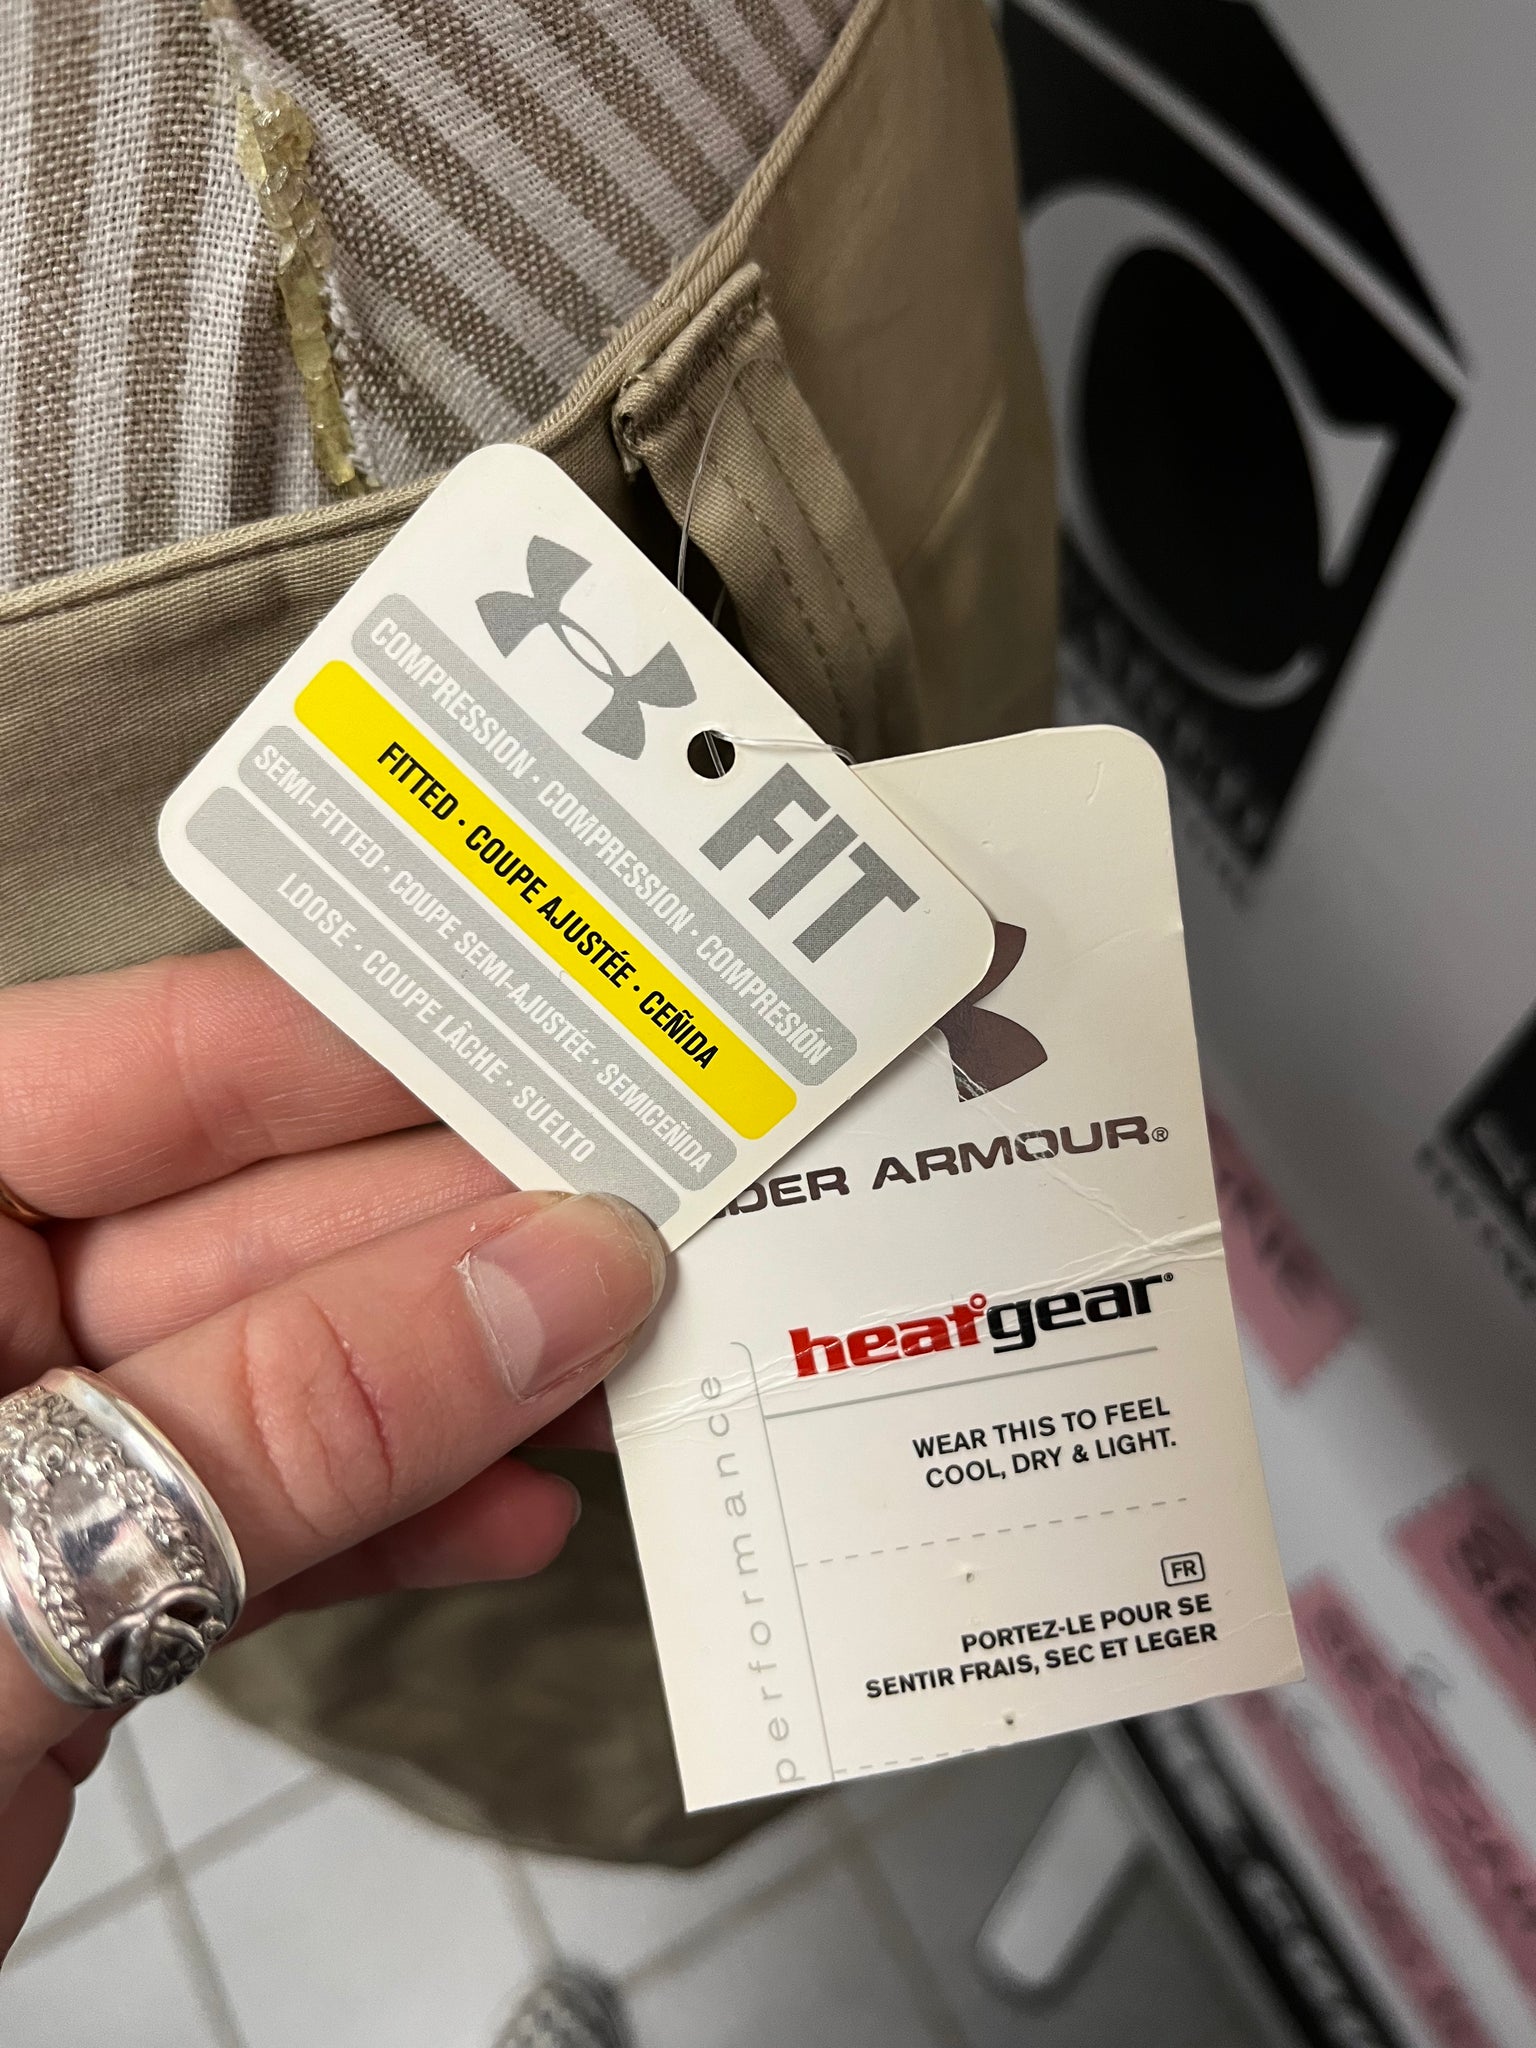 FIT
COMPRESSION · COMPRESSION · COMPRESIÓN
FITTED · COUPE AJUSTÉE · CEÑIDA
SEMI-FITTED · COUPE SEMI-AJUSTÉE · SEMICEÑIDA
LOOSE · COUPE LÂCHE · SUELTO
DER ARMOUR®
heat°gear®
performance
WEAR THIS TO FEEL
COOL, DRY & LIGHT.
FR
PORTEZ-LE POUR SE
SENTIR FRAIS, SEC ET LEGER